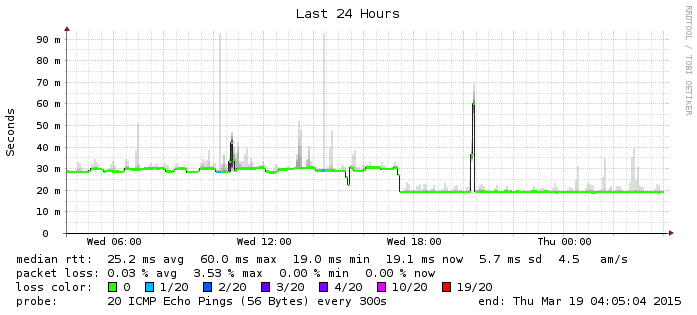 Last 24 Hours
RRDTOOL / TOBI OETIKER
Seconds
90 m
80 m
70 m
60 m
50 m
40 m
30 m
20 m
10 m
0
Wed 06:00 Wed 12:00 Wed 18:00 Thu 00:00
median rtt: 25.2 ms avg 60.0 ms max 19.0 ms min 19.1 ms now 5.7 ms sd 4.5 am/s
packet loss: 0.03 % avg 3.53 % max 0.00 % min 0.00 % now
loss color: 0 1/20 2/20 3/20 4/20 10/20 19/20
probe: 20 ICMP Echo Pings (56 Bytes) every 300s end: Thu Mar 19 04:05:04 2015